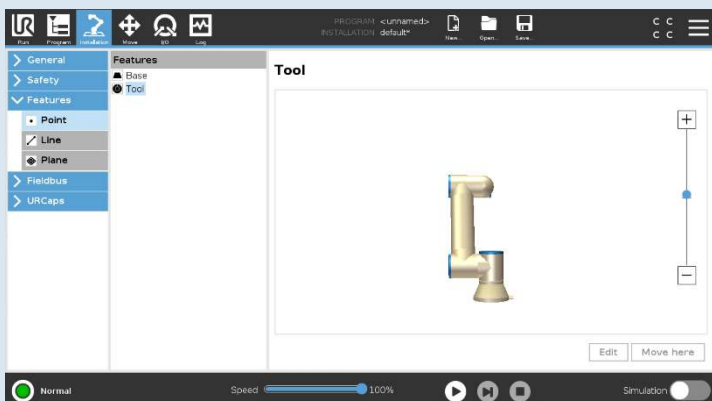 UR
PROGRAM <unnamed>
INSTALLATION default*
C C
C C
Run Program Installation Move I/O Log
New... Open... Save...
General
Safety
Features
Point
Line
Plane
Fieldbus
URCaps
Features
Base
Tool
Tool
Edit Move here
Normal
Speed 100%
Simulation